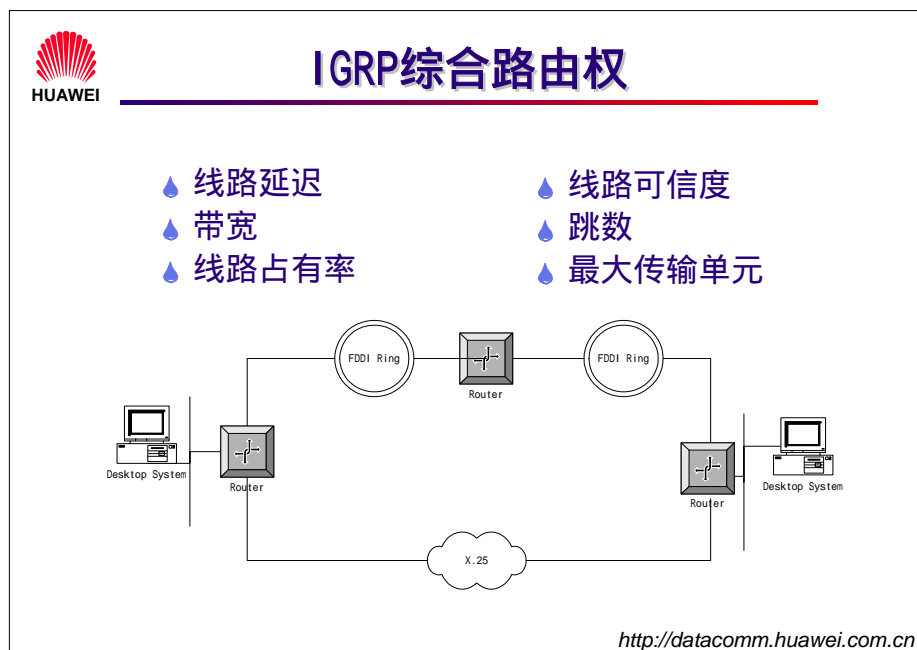 HUAWEI
IGRP综合路由权
线路延迟
带宽
线路占有率
线路可信度
跳数
最大传输单元
FDDI Ring
FDDI Ring
Router
Desktop System
Router
Router
Desktop System
X.25
http://datacomm.huawei.com.cn